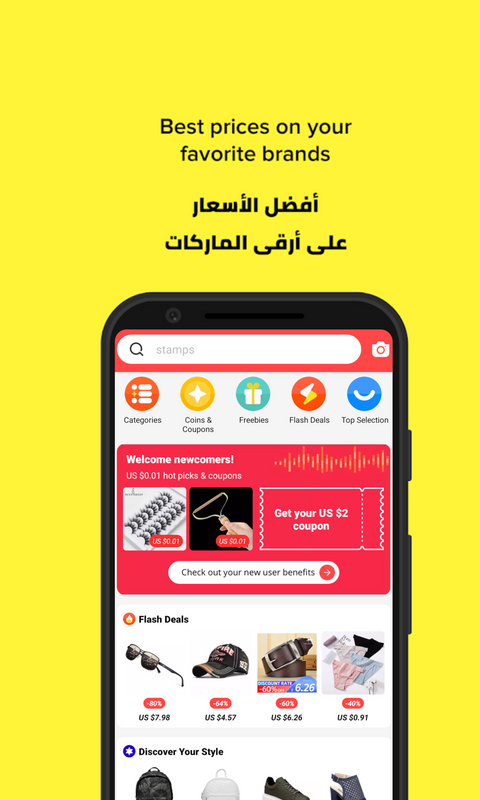 Best prices on your
favorite brands
أفضل الأسعار
على أرقى الماركات
stamps
Categories
Coins &
Coupons
Freebies
Flash Deals
Top Selection
Welcome newcomers!
US $0.01 hot picks & coupons
US $0.01
US $0.01
Get your US $2
coupon
Check out your new user benefits
Flash Deals
DISCOUNT RATE
-60%OFF 6.26
-80%
-64%
-60%
-40%
US $7.98
US $4.57
US $6.26
US $0.91
Discover Your Style